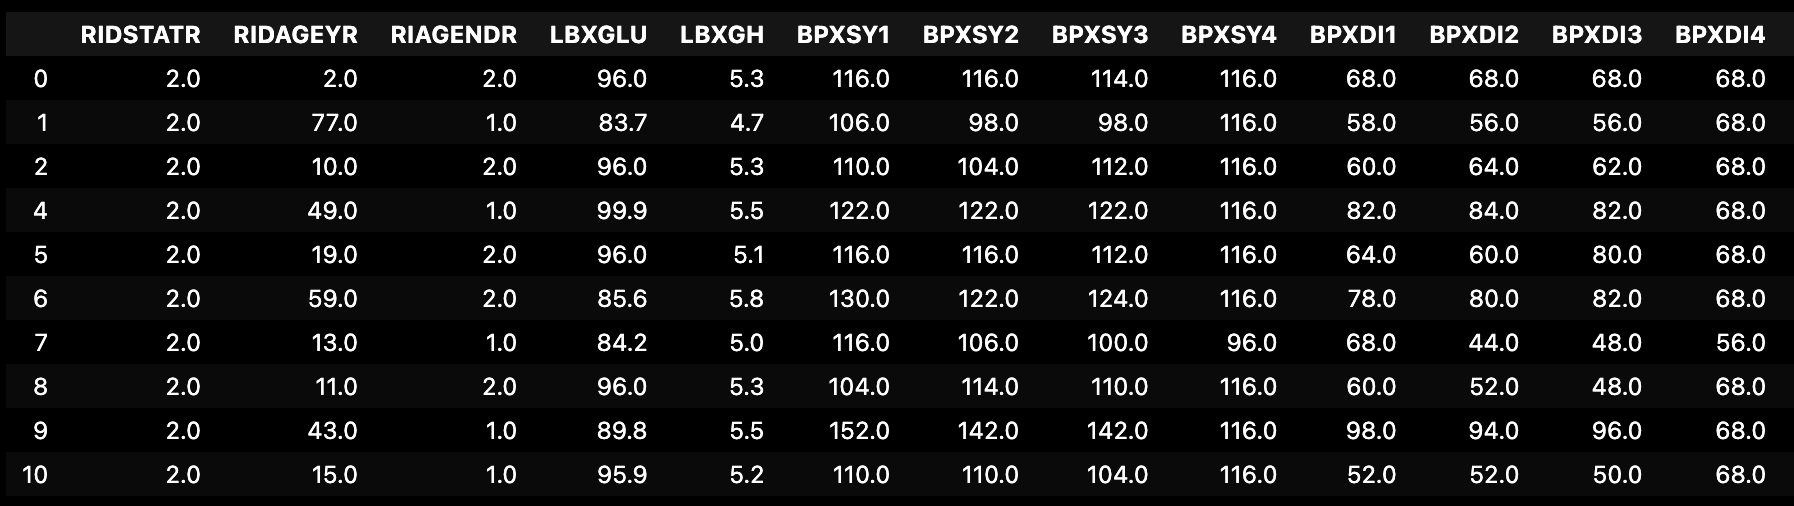 RIDSTATR RIDAGEYR RIAGENDR LBXGLU LBXGH BPXSY1 BPXSY2 BPXSY3 BPXSY4 BPXDI1 BPXDI2 BPXDI3 BPXDI4
0 2.0 2.0 2.0 96.0 5.3 116.0 116.0 114.0 116.0 68.0 68.0 68.0 68.0
1 2.0 77.0 1.0 83.7 4.7 106.0 98.0 98.0 116.0 58.0 56.0 56.0 68.0
2 2.0 10.0 2.0 96.0 5.3 110.0 104.0 112.0 116.0 60.0 64.0 62.0 68.0
4 2.0 49.0 1.0 99.9 5.5 122.0 122.0 122.0 116.0 82.0 84.0 82.0 68.0
5 2.0 19.0 2.0 96.0 5.1 116.0 116.0 112.0 116.0 64.0 60.0 80.0 68.0
6 2.0 59.0 2.0 85.6 5.8 130.0 122.0 124.0 116.0 78.0 80.0 82.0 68.0
7 2.0 13.0 1.0 84.2 5.0 116.0 106.0 100.0 96.0 68.0 44.0 48.0 56.0
8 2.0 11.0 2.0 96.0 5.3 104.0 114.0 110.0 116.0 60.0 52.0 48.0 68.0
9 2.0 43.0 1.0 89.8 5.5 152.0 142.0 142.0 116.0 98.0 94.0 96.0 68.0
10 2.0 15.0 1.0 95.9 5.2 110.0 110.0 104.0 116.0 52.0 52.0 50.0 68.0